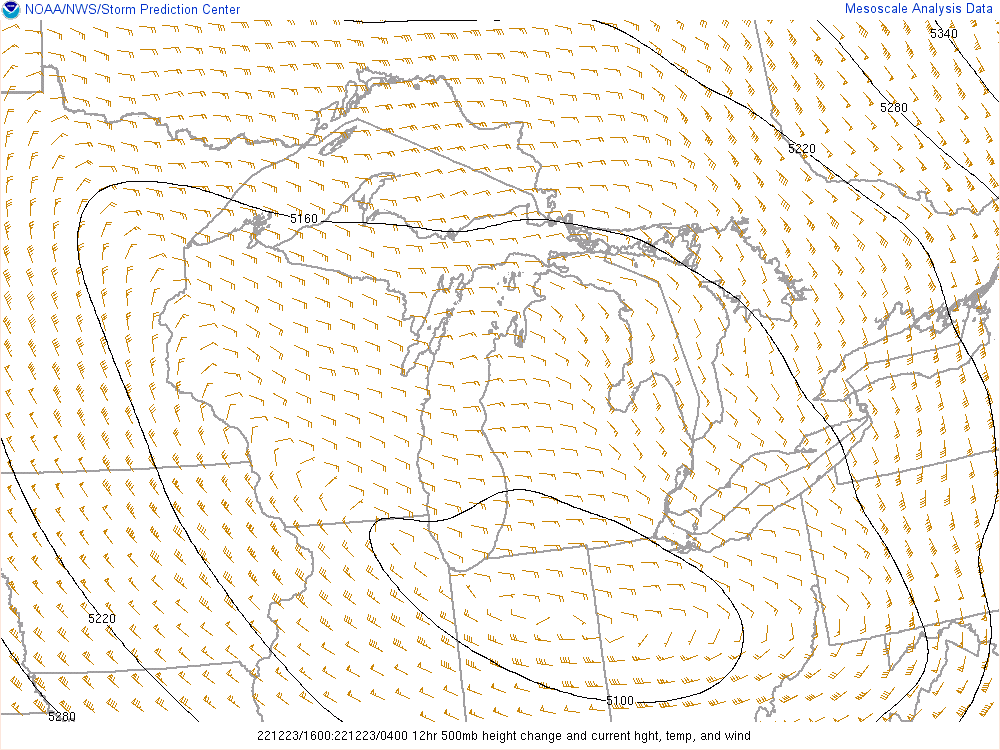 NOAA/NWS/Storm Prediction Center
Mesoscale Analysis Data
5340
5280
5220
5160
5220
5100
5280
221223/1600:221223/0400 12hr 500mb height change and current hght, temp, and wind